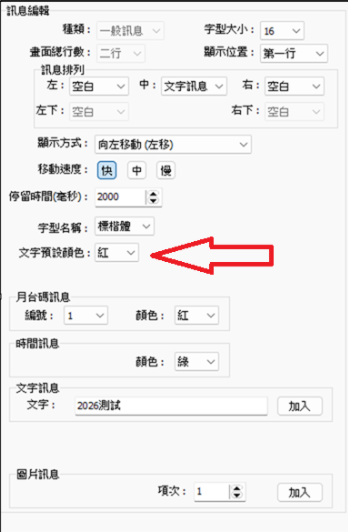 訊息編輯
種類： 一般訊息 字型大小： 16
畫面總行數： 二行 顯示位置： 第一行
訊息排列
左： 空白 中： 文字訊息 右： 空白
左下： 空白 右下： 空白
顯示方式： 向左移動 (左移)
移動速度： 快 中 慢
停留時間(毫秒)： 2000
字型名稱： 標楷體
文字預設顏色： 紅
月台碼訊息
編號： 1 顏色： 紅
時間訊息
顏色： 綠
文字訊息
文字： 2026測試 加入
圖片訊息
項次： 1 加入